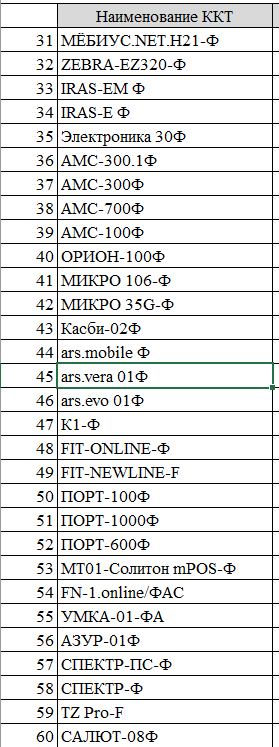 Наименование ККТ
31 МЁБИУС.NET.H21-Ф
32 ZEBRA-EZ320-Ф
33 IRAS-EM Ф
34 IRAS-E Ф
35 Электроника 30Ф
36 АМС-300.1Ф
37 АМС-300Ф
38 АМС-700Ф
39 АМС-100Ф
40 ОРИОН-100Ф
41 МИКРО 106-Ф
42 МИКРО 35G-Ф
43 Касби-02Ф
44 ars.mobile Ф
45 ars.vera 01Ф
46 ars.evo 01Ф
47 К1-Ф
48 FIT-ONLINE-Ф
49 FIT-NEWLINE-F
50 ПОРТ-100Ф
51 ПОРТ-1000Ф
52 ПОРТ-600Ф
53 МТ01-Солитон mPOS-Ф
54 FN-1.online/ФАС
55 УМКА-01-ФА
56 АЗУР-01Ф
57 СПЕКТР-ПС-Ф
58 СПЕКТР-Ф
59 TZ Pro-F
60 САЛЮТ-08Ф